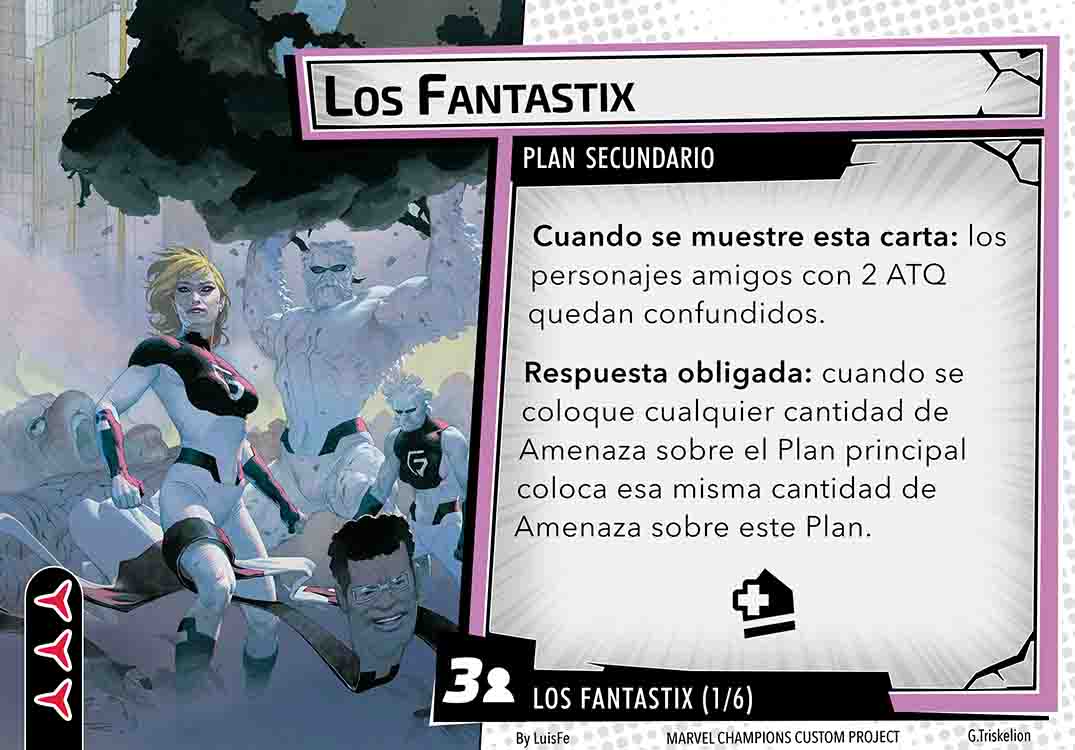 LOS FANTASTIX
PLAN SECUNDARIO
Cuando se muestre esta carta: los
personajes amigos con 2 ATQ
quedan confundidos.
Respuesta obligada: cuando se
coloque cualquier cantidad de
Amenaza sobre el Plan principal
coloca esa misma cantidad de
Amenaza sobre este Plan.
3
LOS FANTASTIX (1/6)
By LuisFe
MARVEL CHAMPIONS CUSTOM PROJECT
G.Triskelion